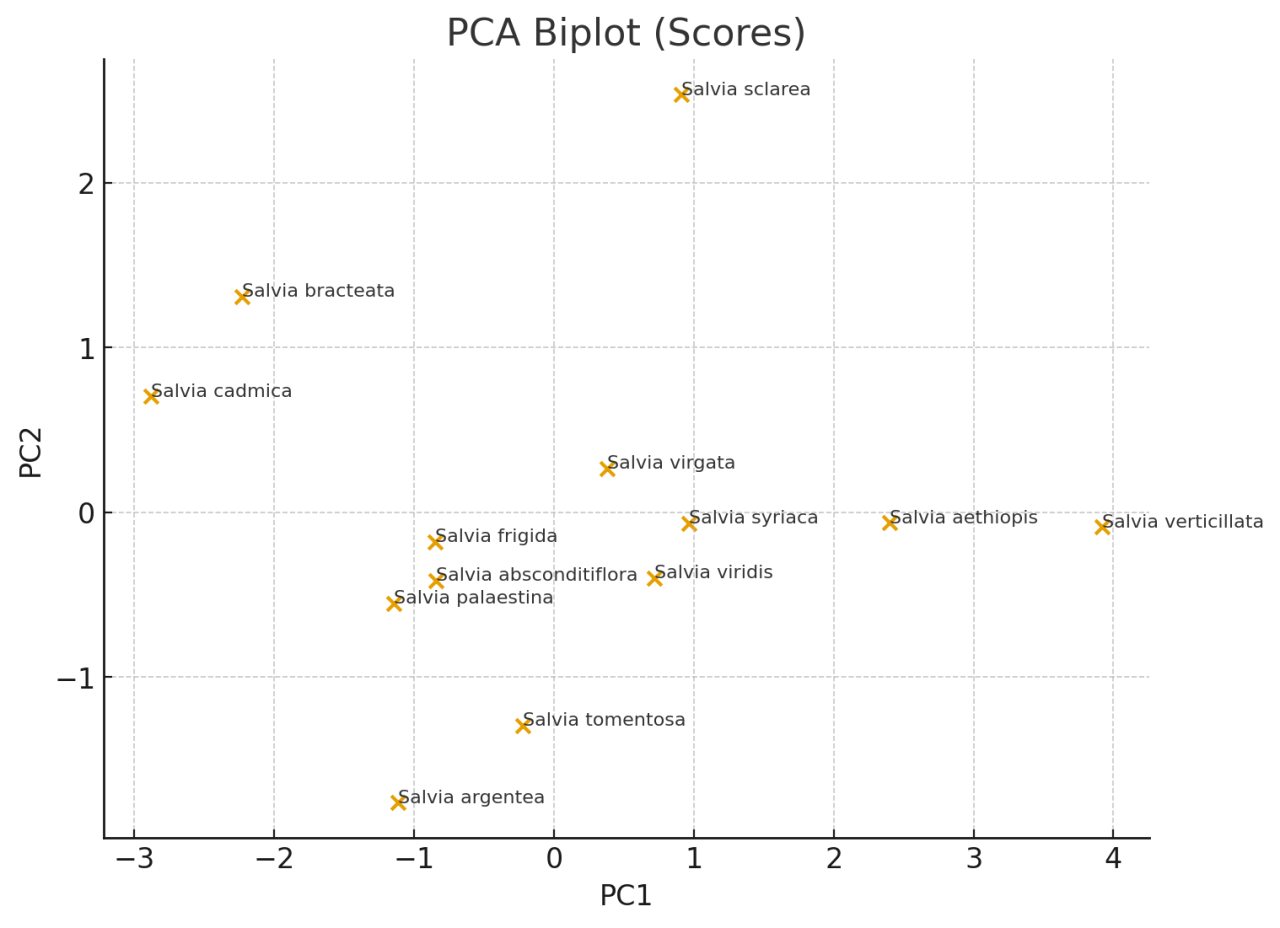 PCA Biplot (Scores)
Salvia sclarea
2
Salvia bracteata
1
Salvia cadmica
PC2
Salvia virgata
0
Salvia syriaca
Salvia aethiopis
Salvia verticillata
Salvia frigida
Salvia absconditiflora
Salvia viridis
Salvia palaestina
−1
Salvia tomentosa
Salvia argentea
−3 −2 −1 0 1 2 3 4
PC1